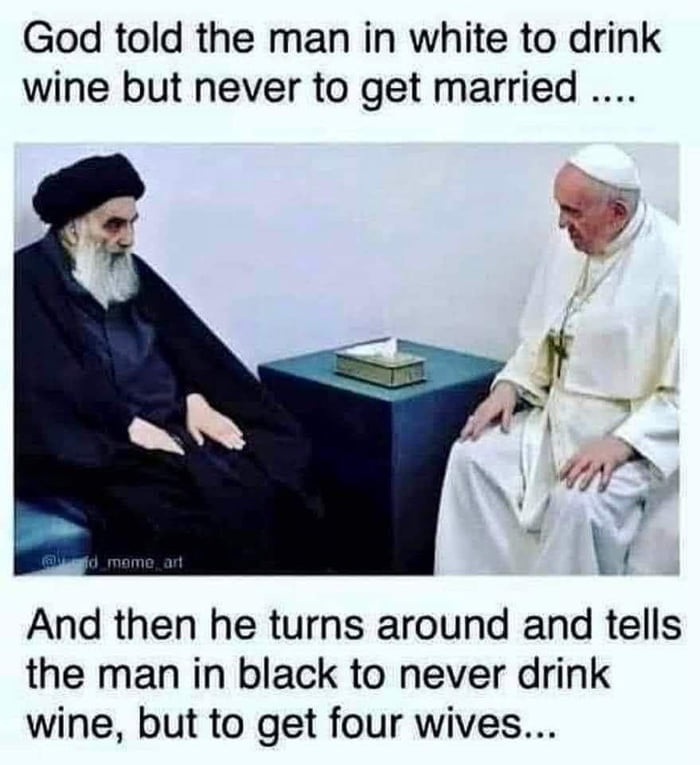 God told the man in white to drink
wine but never to get married ....
meme_art
And then he turns around and tells
the man in black to never drink
wine, but to get four wives...